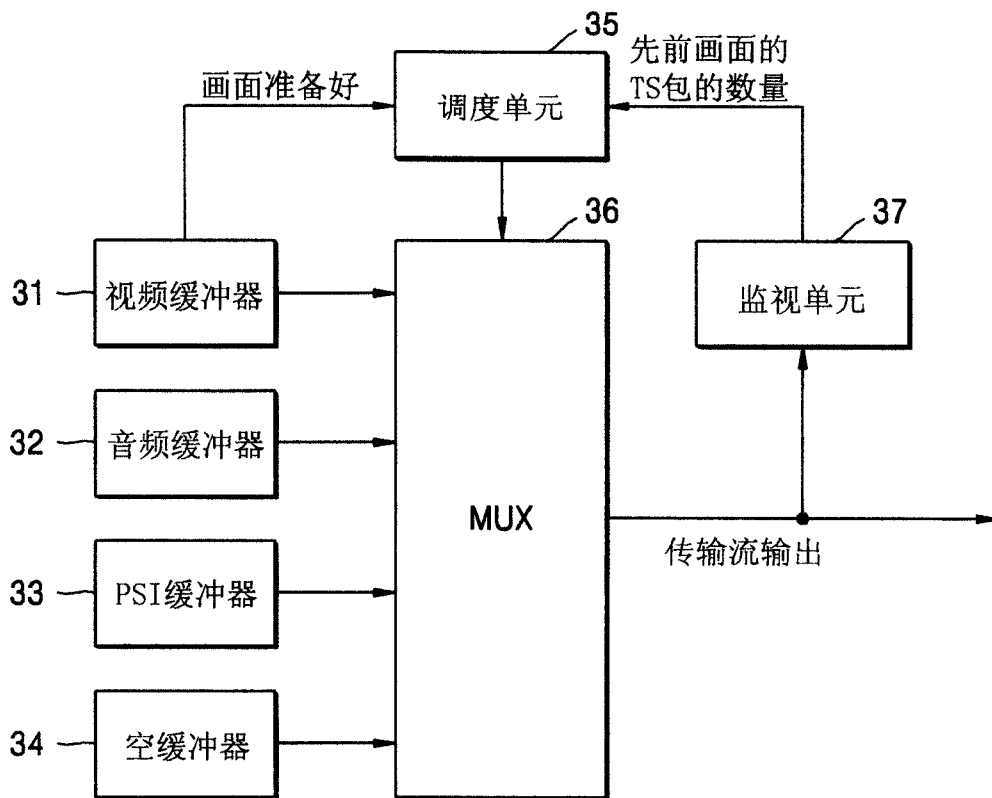 35
先前画面的
TS包的数量
画面准备好
调度单元
36
37
31
视频缓冲器
监视单元
32
音频缓冲器
MUX
传输流输出
33
PSI缓冲器
34
空缓冲器